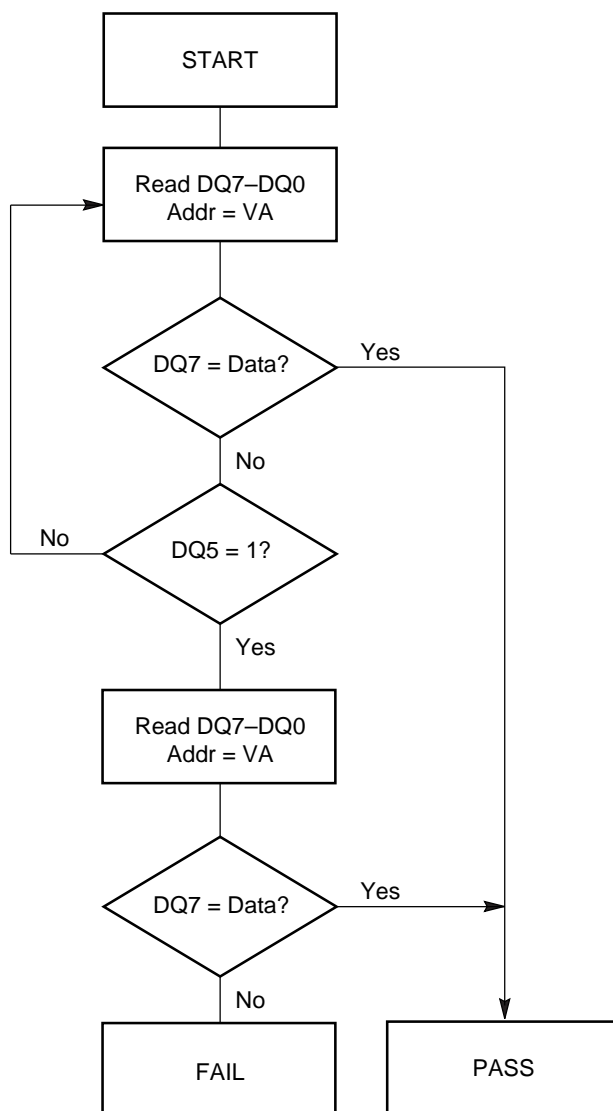 START
Read DQ7–DQ0
Addr = VA
DQ7 = Data?
Yes
No
DQ5 = 1?
No
Yes
Read DQ7–DQ0
Addr = VA
DQ7 = Data?
Yes
No
FAIL
PASS